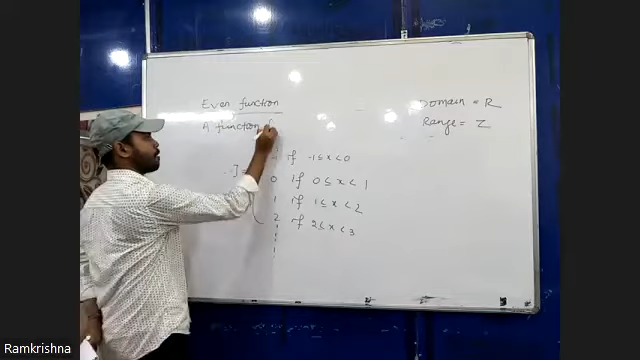 Even function
A function f
Domain = R
Range = Z
-1 if -1 ≤ x < 0
] = 0 if 0 ≤ x < 1
1 if 1 ≤ x < 2
2 if 2 ≤ x < 3
Ramkrishna